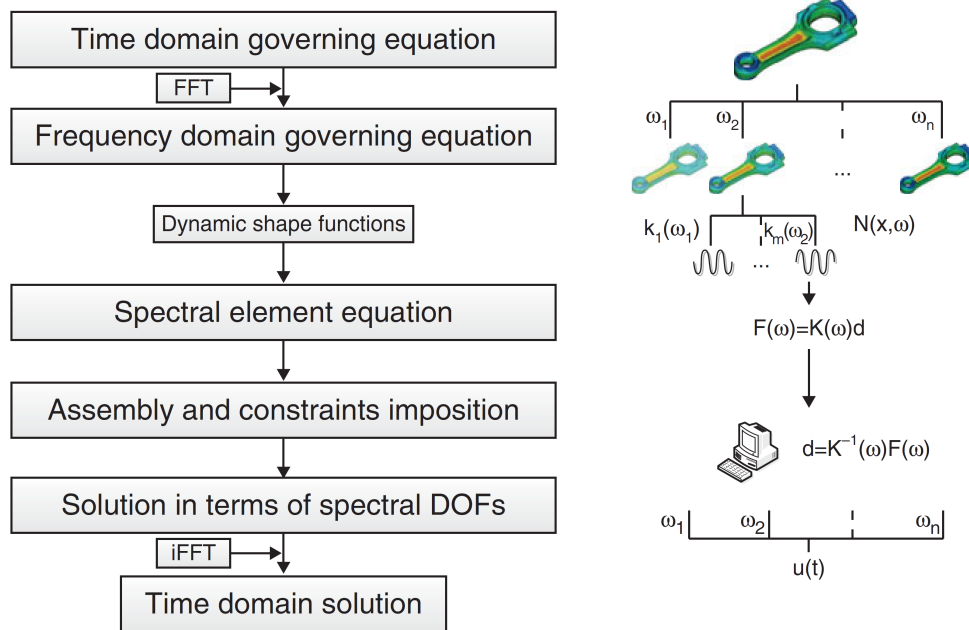 Time domain governing equation
FFT
Frequency domain governing equation
Dynamic shape functions
Spectral element equation
Assembly and constraints imposition
Solution in terms of spectral DOFs
iFFT
Time domain solution
ω₁ ω₂ ωₙ
...
k₁(ω₁) kₘ(ω₂) N(x,ω)
...
F(ω)=K(ω)d
d=K⁻¹(ω)F(ω)
ω₁ ω₂ ωₙ
u(t)